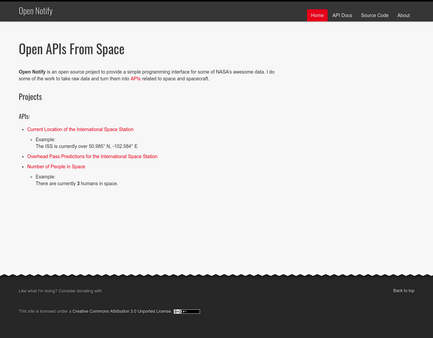 Open Notify
Home API Docs Source Code About
Open APIs From Space
Open Notify is an open source project to provide a simple programming interface for some of NASA's awesome data. I do
some of the work to take raw data and turn them into APIs related to space and spacecraft.
Projects
APIs:
Current Location of the International Space Station
Example:
The ISS is currently over 50.985° N, -102.584° E
Overhead Pass Predictions for the International Space Station
Number of People in Space
Example:
There are currently 3 humans in space.
Like what I'm doing? Consider donating with
Back to top
This site is licensed under a Creative Commons Attribution 3.0 Unported License.